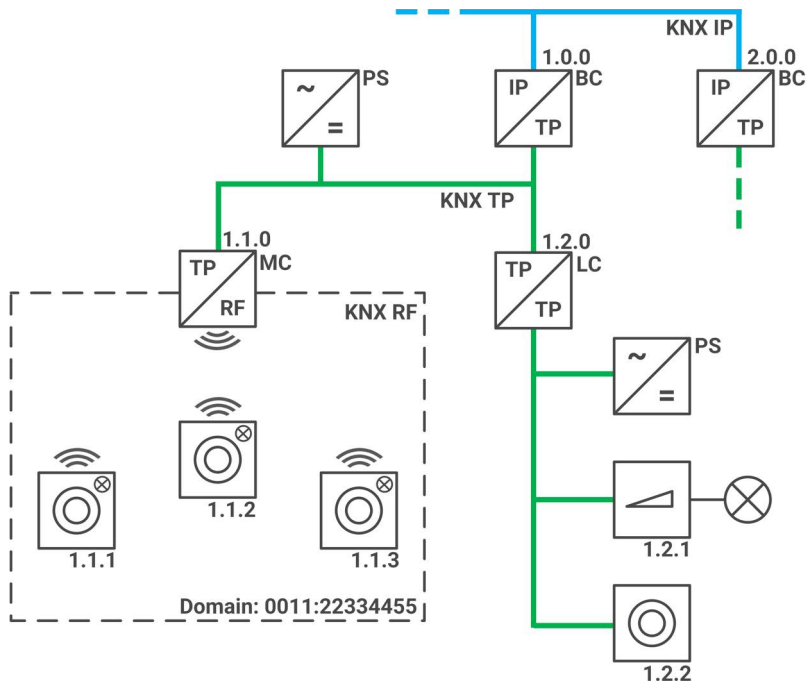 KNX IP
1.0.0
2.0.0
PS
IP
BC
IP
BC
~
=
TP
TP
KNX TP
1.1.0
1.2.0
TP
MC
TP
LC
RF
TP
KNX RF
PS
~
=
1.1.2
1.1.1
1.1.3
1.2.1
Domain: 0011:22334455
1.2.2